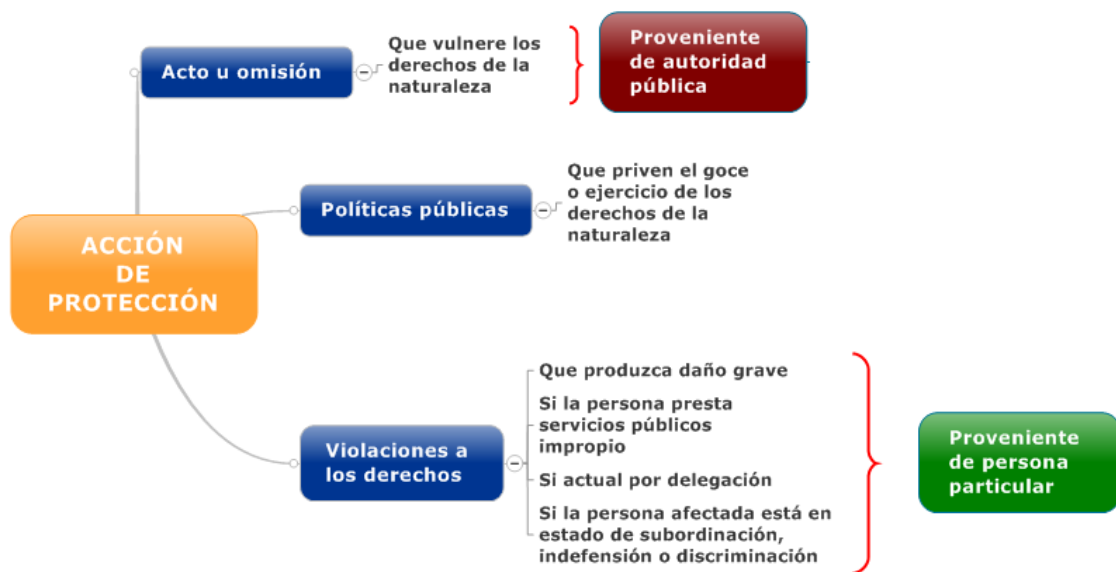 Acto u omisión
Que vulnere los
derechos de la
naturaleza
Proveniente
de autoridad
pública
Políticas públicas
Que priven el goce
o ejercicio de los
derechos de la
naturaleza
ACCIÓN
DE
PROTECCIÓN
Violaciones a
los derechos
Que produzca daño grave
Si la persona presta
servicios públicos
impropio
Si actual por delegación
Si la persona afectada está en
estado de subordinación,
indefensión o discriminación
Proveniente
de persona
particular